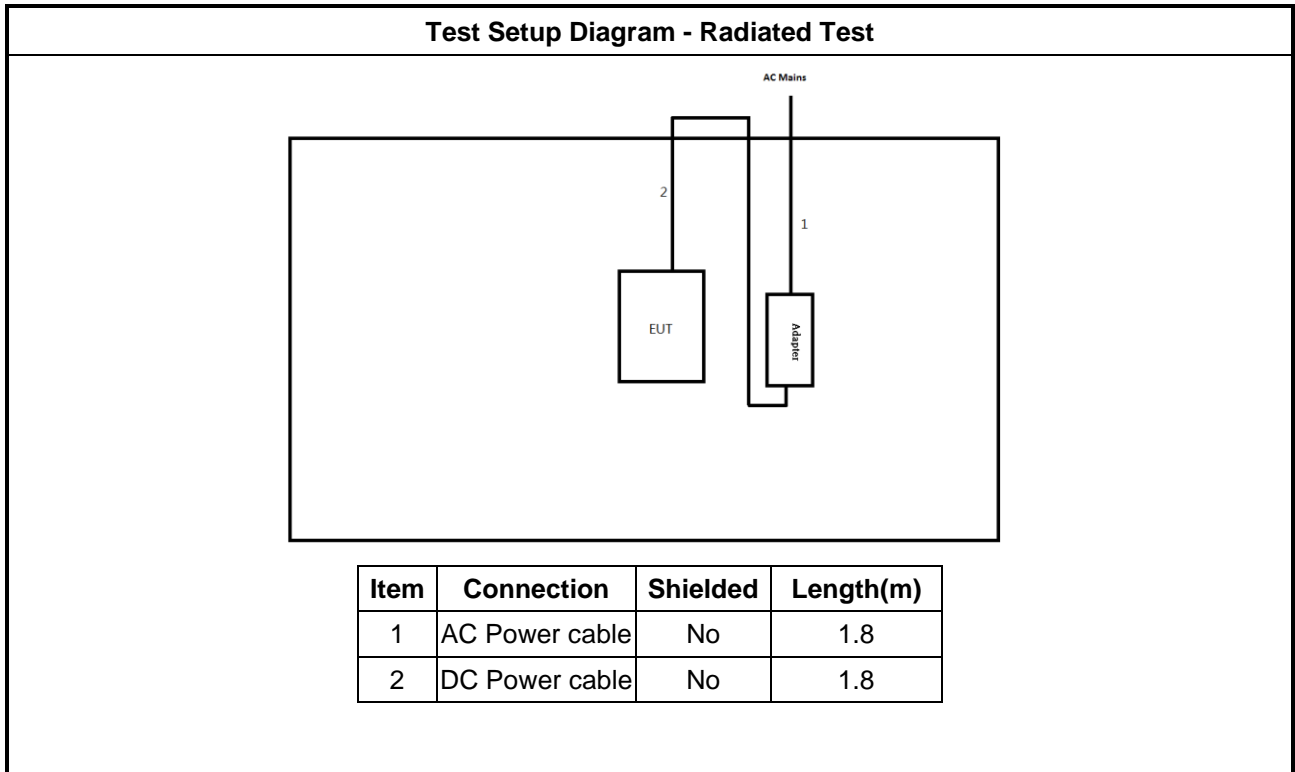 Test Setup Diagram - Radiated Test
AC Mains
2
1
EUT
Adapter
Item Connection Shielded Length(m)
1 AC Power cable No 1.8
2 DC Power cable No 1.8